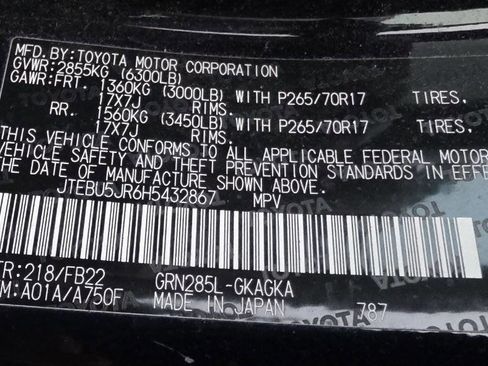 MFD.BY:TOYOTA MOTOR CORPORATION
GVWR:2855KG (6300LB)
GAWR:FRT. 1360KG (3000LB) WITH P265/70R17 TIRES,
17X7J RIMS.
RR. 1560KG (3450LB) WITH P265/70R17 TIRES,
17X7J RIMS.
THIS VEHICLE CONFORMS TO ALL APPLICABLE FEDERAL MOTOR
VEHICLE SAFETY AND THEFT PREVENTION STANDARDS IN EFFE
THE DATE OF MANUFACTURE SHOWN ABOVE.
JTEBU5JR6H5432867 MPV
TR:218/FB22 GRN285L-GKAGKA
M:A01A/A750F MADE IN JAPAN 787